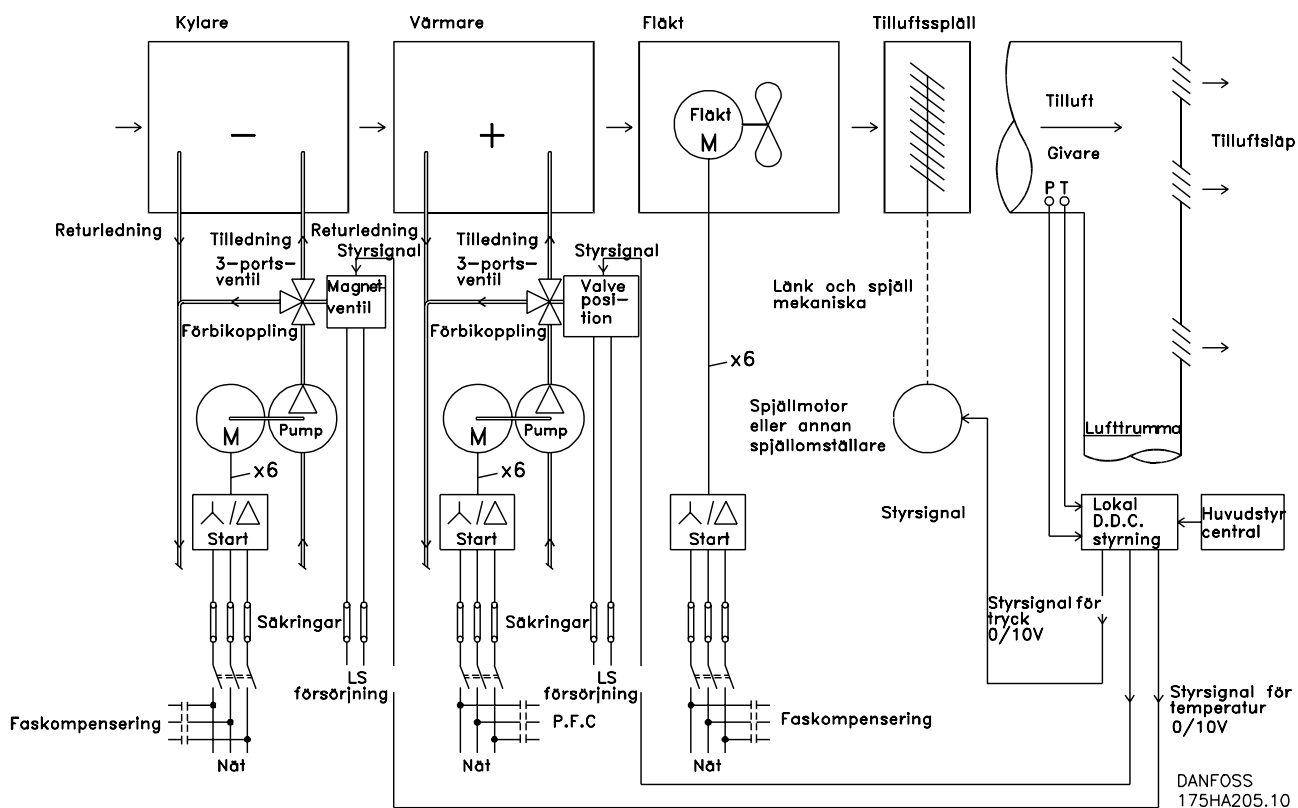 Kylare
Värmare
Fläkt
Tilluftsspläll
−
+
Fläkt
M
Tilluft
Givare
P T
Tilluftsläp
Returledning
Tilledning
3-ports-
ventil
Förbikoppling
Returledning
Styrsignal
Magnet-
ventil
Tilledning
3-ports-
ventil
Förbikoppling
Styrsignal
Valve
posi-
tion
Länk och spjäll
mekaniska
x6
M
Pump
x6
M
Pump
x6
Spjällmotor
eller annan
spjällomställare
Lufttrumma
Start
Start
Start
Styrsignal
Lokal
D.D.C.
styrning
Huvudstyr
central
Säkringar
Säkringar
Styrsignal för
tryck
0/10V
LS
försörjning
LS
försörjning
Styrsignal för
temperatur
0/10V
Faskompensering
P.F.C
Faskompensering
Nät
Nät
Nät
DANFOSS
175HA205.10